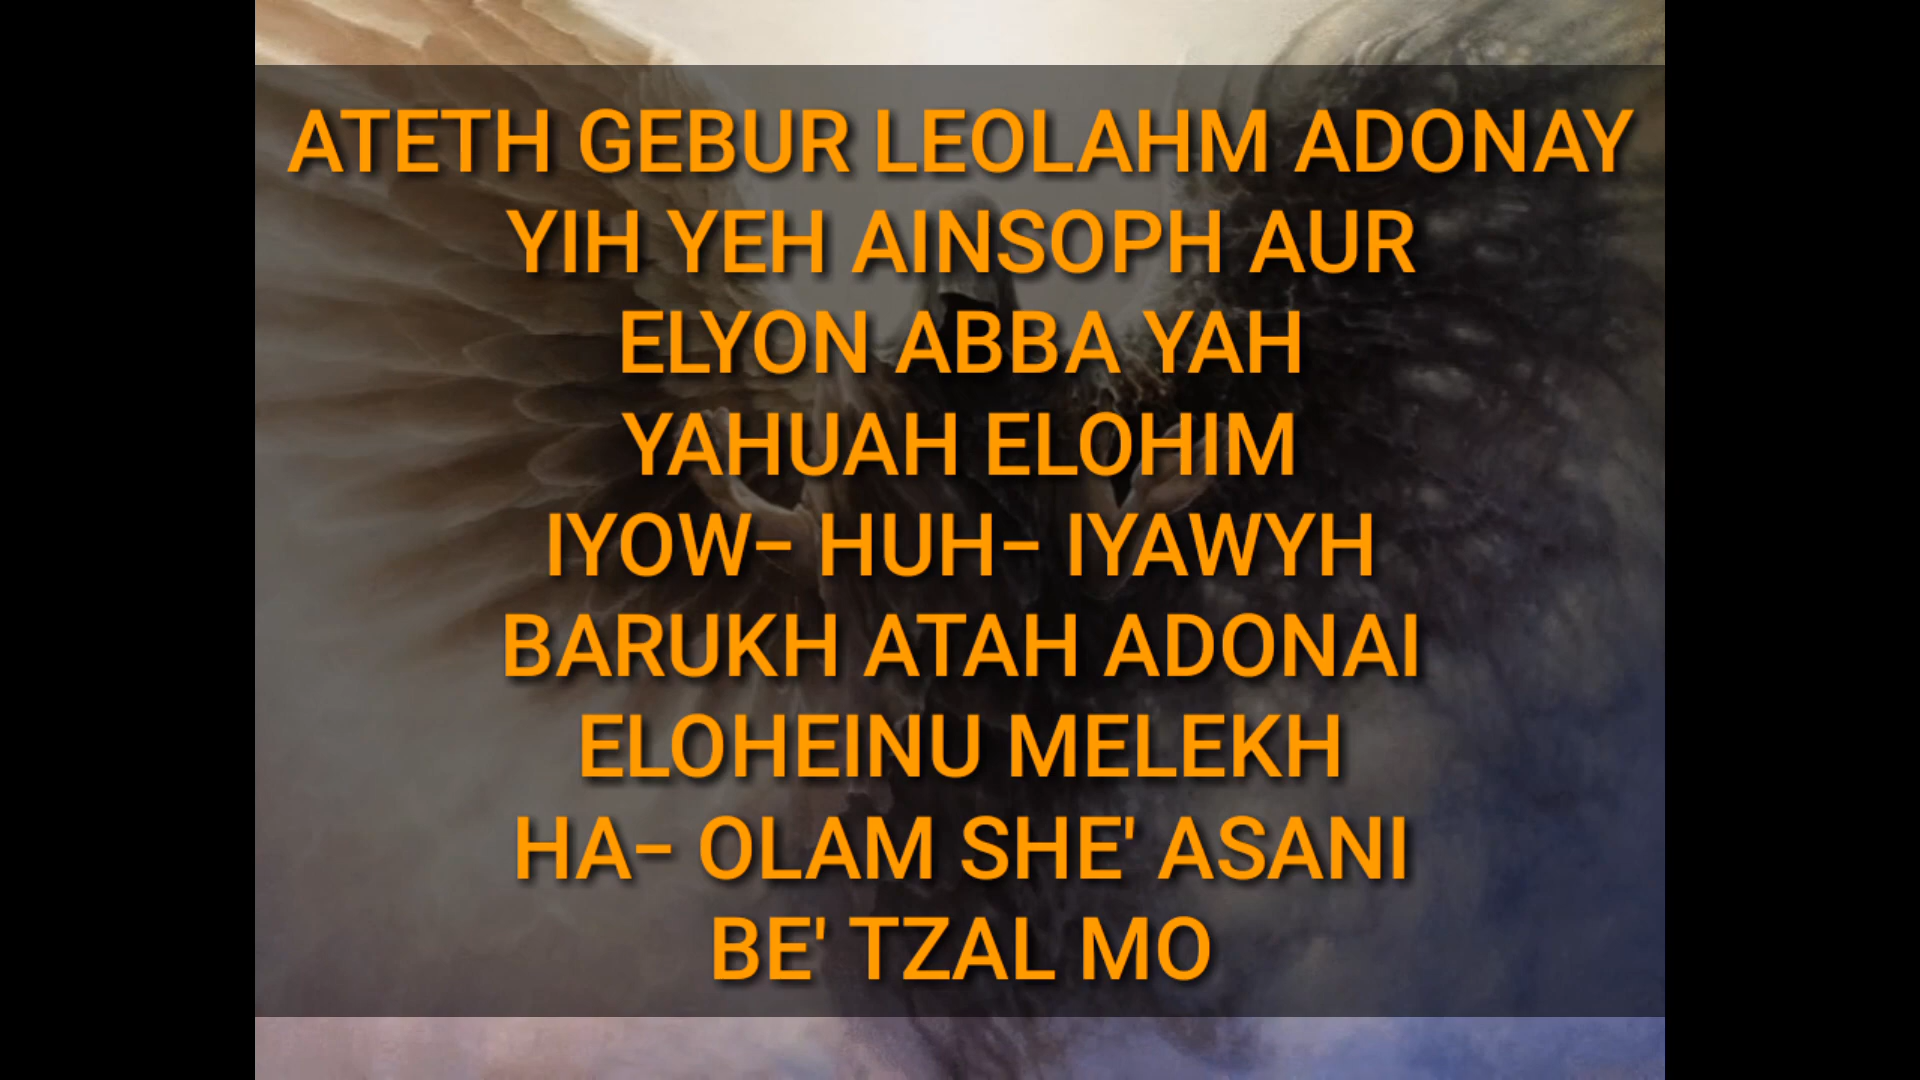 ATETH GEBUR LEOLAHM ADONAY
YIH YEH AINSOPH AUR
ELYON ABBA YAH
YAHUAH ELOHIM
IYOW- HUH- IYAWYH
BARUKH ATAH ADONAI
ELOHEINU MELEKH
HA- OLAM SHE' ASANI
BE' TZAL MO